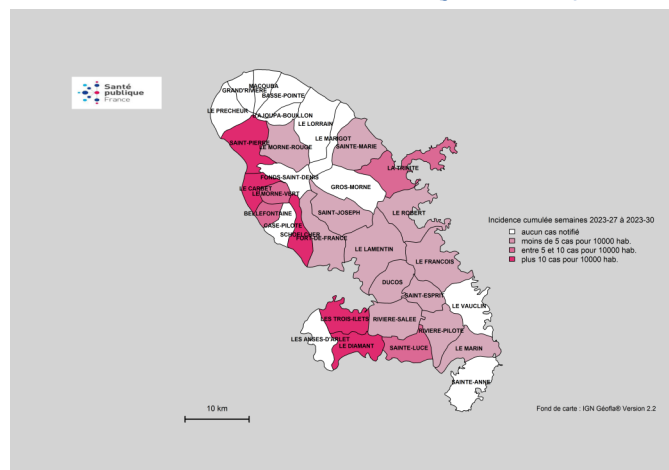 Santé
publique
France
MACOUBA
GRAND'RIVIERE
BASSE-POINTE
LE PRECHEUR
L'AJOUPA-BOUILLON
LE LORRAIN
LE MARIGOT
SAINT-PIERRE
LE MORNE-ROUGE
SAINTE-MARIE
LA TRINITE
FONDS-SAINT-DENIS
LE CARBET
LE MORNE-VERT
GROS-MORNE
BELLEFONTAINE
SAINT-JOSEPH
LE ROBERT
CASE-PILOTE
SCHOELCHER
FORT-DE-FRANCE
LE LAMENTIN
LE FRANCOIS
DUCOS
SAINT-ESPRIT
LE VAUCLIN
LES TROIS-ILETS
RIVIERE-SALEE
RIVIERE-PILOTE
LES ANSES-D'ARLET
LE DIAMANT
SAINTE-LUCE
LE MARIN
SAINTE-ANNE
Incidence cumulée semaines 2023-27 à 2023-30
aucun cas notifié
moins de 5 cas pour 10000 hab.
entre 5 et 10 cas pour 10000 hab.
plus 10 cas pour 10000 hab.
10 km
Fond de carte : IGN Géofla® Version 2.2